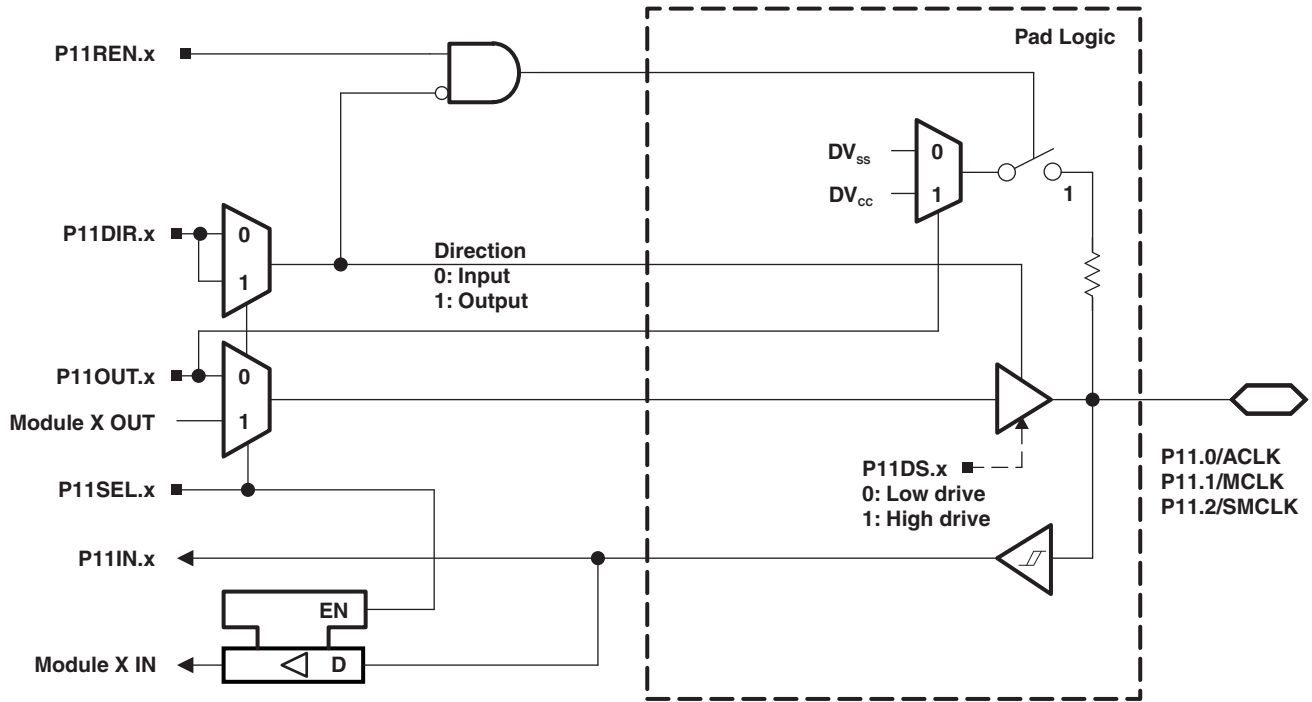 Pad Logic
P11REN.x
DVss
0
DVcc
1
1
P11DIR.x
0
1
Direction
0: Input
1: Output
P11OUT.x
0
Module X OUT
1
P11DS.x
0: Low drive
1: High drive
P11.0/ACLK
P11.1/MCLK
P11.2/SMCLK
P11SEL.x
P11IN.x
EN
Module X IN
D